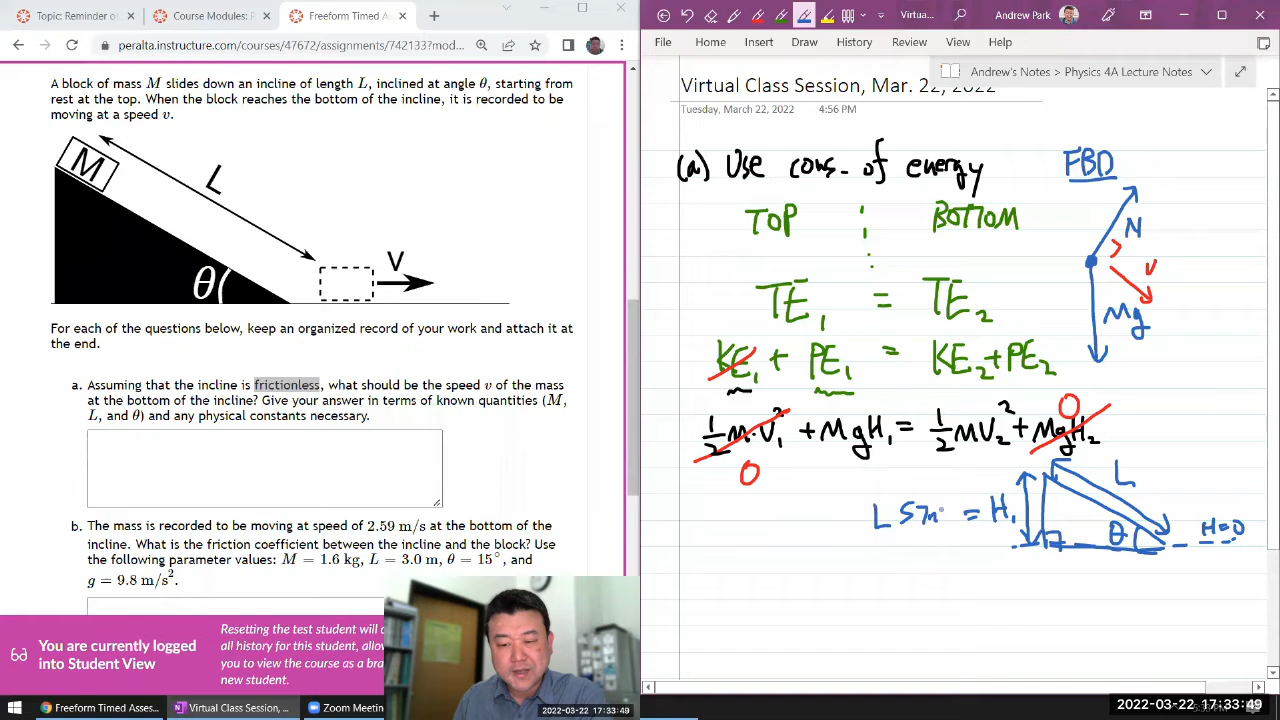 Topic: Reminder of
Course Modules: P
Freeform Timed As
peralta.instructure.com/courses/47672/assignments/742133?mod...
A block of mass M slides down an incline of length L, inclined at angle θ, starting from
rest at the top. When the block reaches the bottom of the incline, it is recorded to be
moving at a speed v.
M
L
θ
V
For each of the questions below, keep an organized record of your work and attach it at
the end.
a. Assuming that the incline is frictionless, what should be the speed v of the mass
at the bottom of the incline? Give your answer in terms of known quantities (M,
L, and θ) and any physical constants necessary.
b. The mass is recorded to be moving at speed of 2.59 m/s at the bottom of the
incline. What is the friction coefficient between the incline and the block? Use
the following parameter values: M = 1.6 kg, L = 3.0 m, θ = 15°, and
g = 9.8 m/s².
You are currently logged
into Student View
Resetting the test student will
all history for this student, allo
you to view the course as a bra
new student.
Freeform Timed Asses...
Virtual Class Session, ...
Zoom Meeting
2022-03-22 17:33:49
Virtua...
Andrew Park
File Home Insert Draw History Review View Help
Andrew's Notes > Physics 4A Lecture Notes
Virtual Class Session, Mar. 22, 2022
Tuesday, March 22, 2022 4:56 PM
(a) Use cons. of energy
FBD
TOP BOTTOM
N
V
Mg
TE₁ = TE₂
KE₁ + PE₁ = KE₂ + PE₂
½ M·V₁² + MgH₁ = ½ MV₂² + MgH₂
0
0
L sin = H₁
L
θ
H=0
2022-03-22 17:33:49